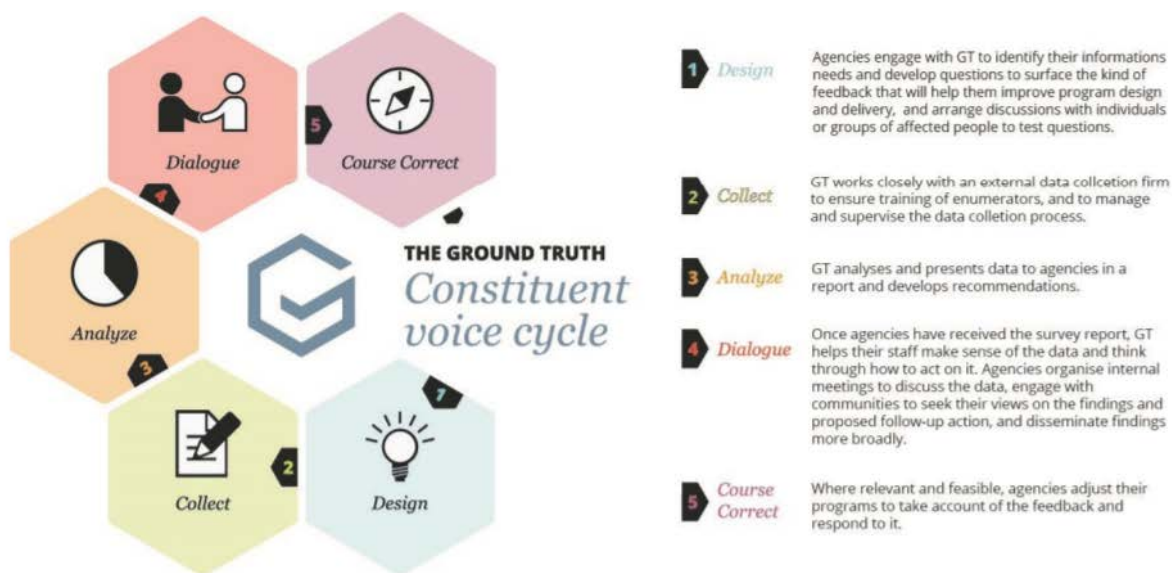 Dialogue
5
Course Correct
4
Analyze
3
THE GROUND TRUTH
Constituent
voice cycle
1
Collect
2
Design
1 Design
Agencies engage with GT to identify their informations
needs and develop questions to surface the kind of
feedback that will help them improve program design
and delivery, and arrange discussions with individuals
or groups of affected people to test questions.
2 Collect
GT works closely with an external data collcetion firm
to ensure training of enumerators, and to manage
and supervise the data colletion process.
3 Analyze
GT analyses and presents data to agencies in a
report and develops recommendations.
4 Dialogue
Once agencies have received the survey report, GT
helps their staff make sense of the data and think
through how to act on it. Agencies organise internal
meetings to discuss the data, engage with
communities to seek their views on the findings and
proposed follow-up action, and disseminate findings
more broadly.
5 Course
Correct
Where relevant and feasible, agencies adjust their
programs to take account of the feedback and
respond to it.